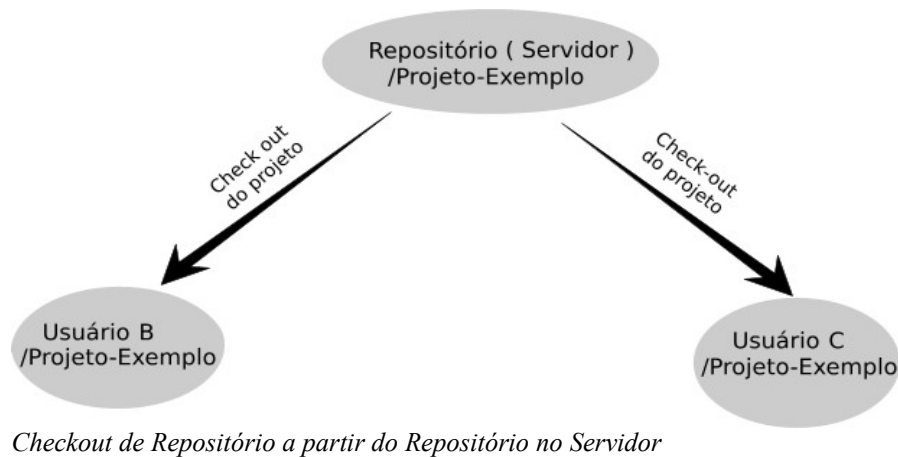 Repositório ( Servidor )
/Projeto-Exemplo
Check out
do projeto
Check-out
do projeto
Usuário B
/Projeto-Exemplo
Usuário C
/Projeto-Exemplo
Checkout de Repositório a partir do Repositório no Servidor